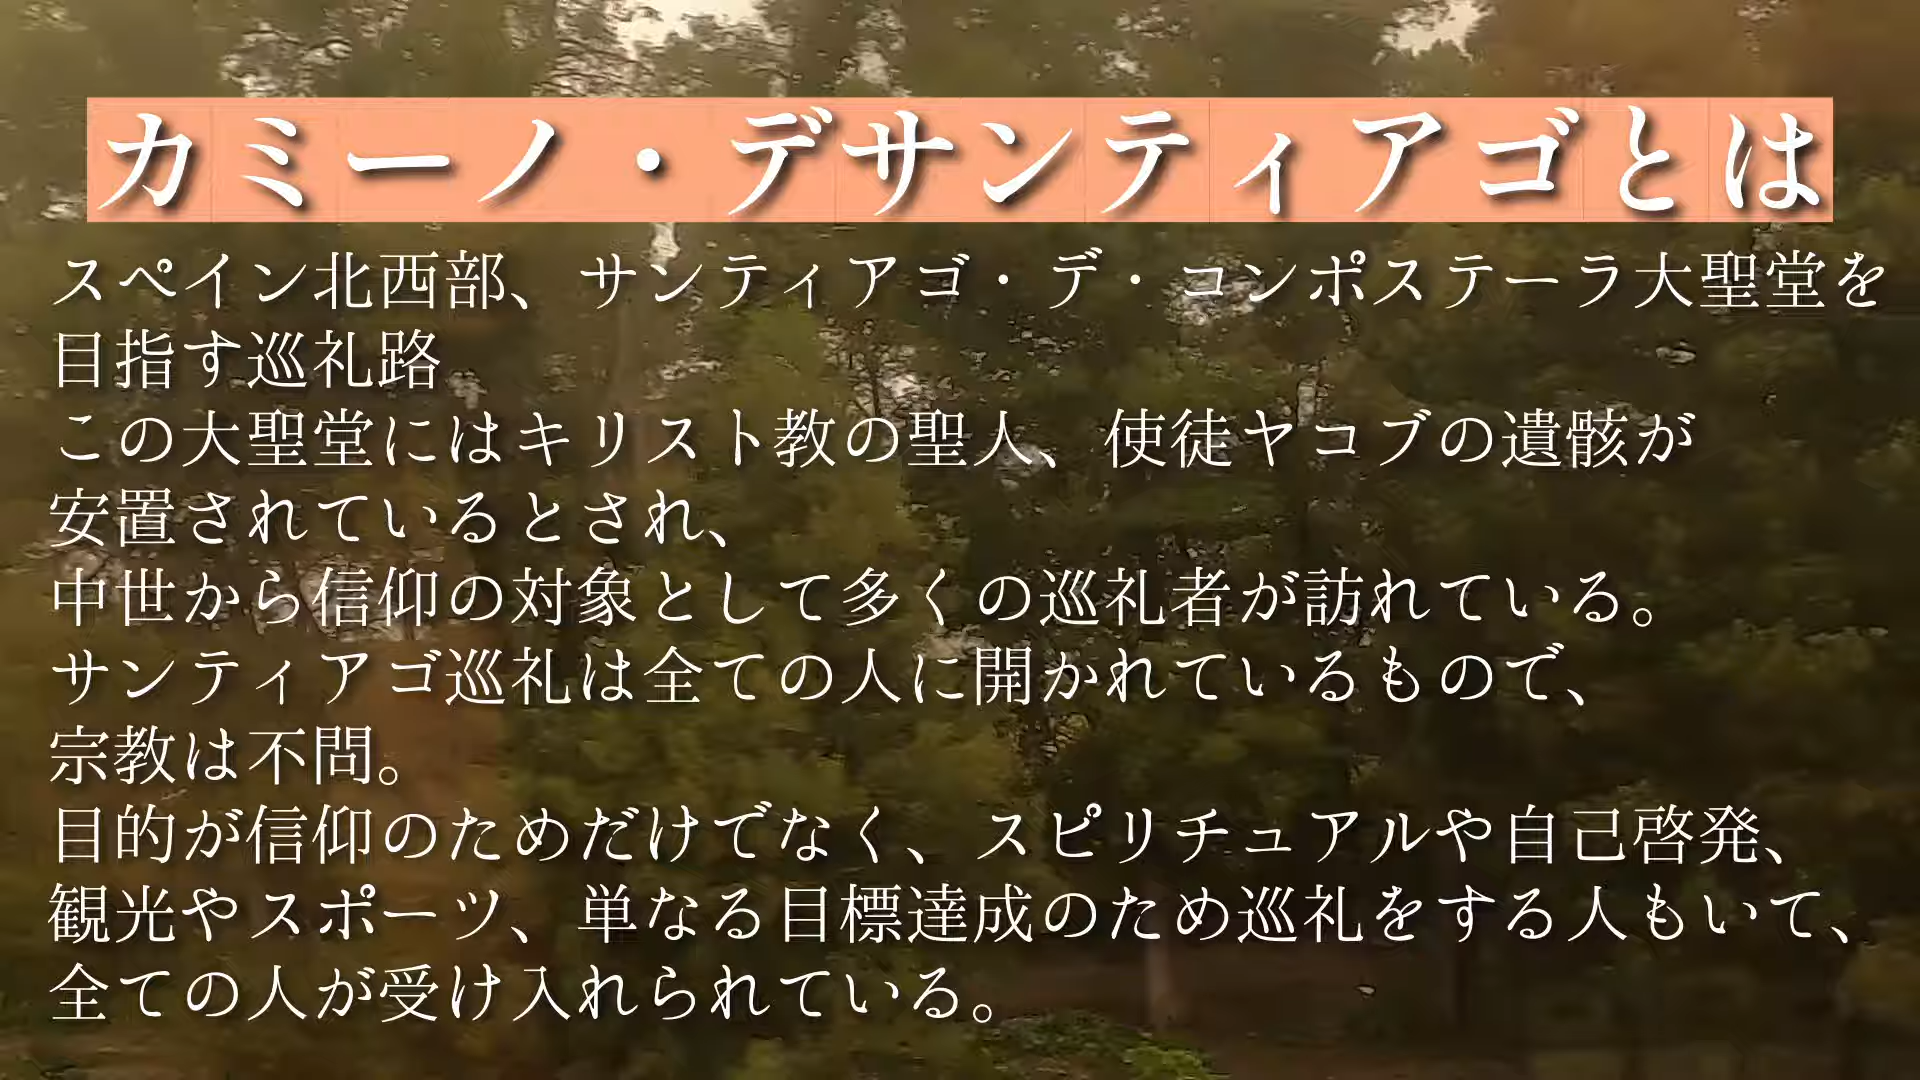 カミーノ・デサンティアゴとは
スペイン北西部、サンティアゴ・デ・コンポステーラ大聖堂を
目指す巡礼路
この大聖堂にはキリスト教の聖人、使徒ヤコブの遺骸が
安置されているとされ、
中世から信仰の対象として多くの巡礼者が訪れている。
サンティアゴ巡礼は全ての人に開かれているもので、
宗教は不問。
目的が信仰のためだけでなく、スピリチュアルや自己啓発、
観光やスポーツ、単なる目標達成のため巡礼をする人もいて、
全ての人が受け入れられている。